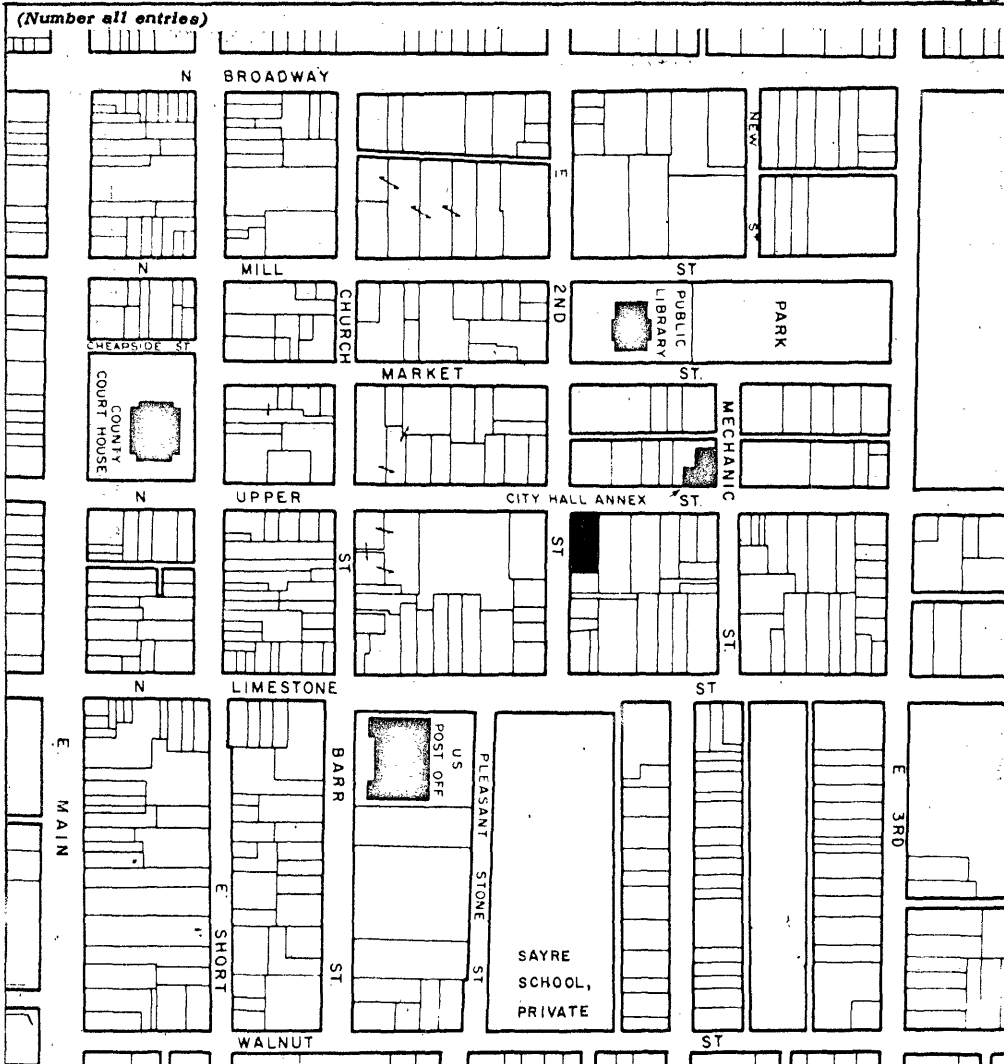 (Number all entries)
N BROADWAY
NEW ST
E 2ND ST
N MILL ST
CHURCH ST
PUBLIC LIBRARY
PARK
CHEAPSIDE ST
MARKET ST.
COUNTY COURT HOUSE
MECHANIC ST.
N UPPER ST.
CITY HALL ANNEX
N LIMESTONE ST
E MAIN
BARR ST.
US POST OFF
PLEASANT STONE ST
E 3RD
E SHORT
SAYRE
SCHOOL,
PRIVATE
WALNUT ST